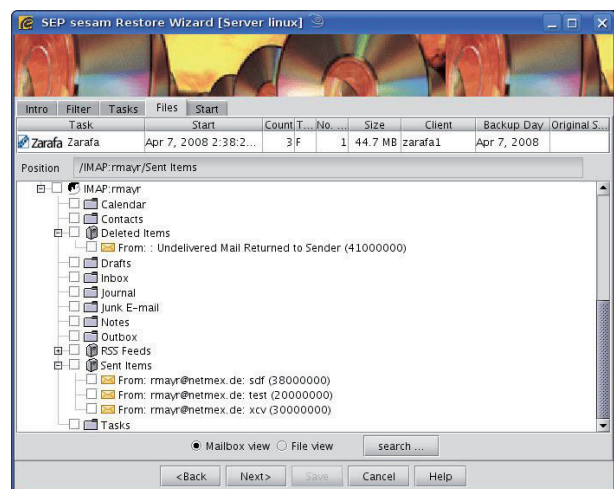 SEP sesam Restore Wizard [Server linux]
Intro Filter Tasks Files Start
Task Start Count T... No. ... Size Client Backup Day Original S...
Zarafa Zarafa Apr 7, 2008 2:38:2... 3 F 1 44.7 MB zarafa1 Apr 7, 2008
Position /IMAP:rmayr/Sent Items
IMAP:rmayr
Calendar
Contacts
Deleted Items
From: : Undelivered Mail Returned to Sender (41000000)
Drafts
Inbox
Journal
Junk E-mail
Notes
Outbox
RSS Feeds
Sent Items
From: rmayr@netmex.de: sdf (38000000)
From: rmayr@netmex.de: test (20000000)
From: rmayr@netmex.de: xcv (30000000)
Tasks
Mailbox view File view search ...
<Back Next> Save Cancel Help